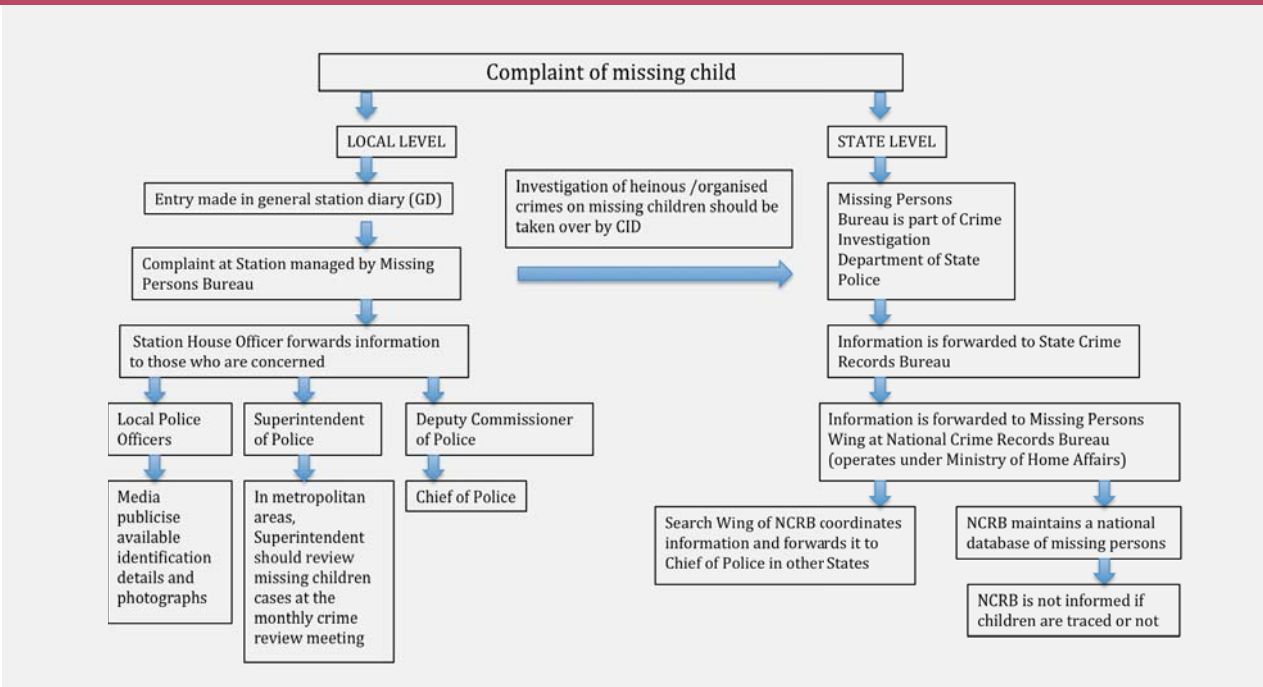 Complaint of missing child
LOCAL LEVEL
Entry made in general station diary (GD)
Complaint at Station managed by Missing
Persons Bureau
Station House Officer forwards information
to those who are concerned
Local Police
Officers
Media
publicise
available
identification
details and
photographs
Superintendent
of Police
In metropolitan
areas,
Superintendent
should review
missing children
cases at the
monthly crime
review meeting
Deputy Commissioner
of Police
Chief of Police
Investigation of heinous /organised
crimes on missing children should be
taken over by CID
STATE LEVEL
Missing Persons
Bureau is part of Crime
Investigation
Department of State
Police
Information is forwarded to State Crime
Records Bureau
Information is forwarded to Missing Persons
Wing at National Crime Records Bureau
(operates under Ministry of Home Affairs)
Search Wing of NCRB coordinates
information and forwards it to
Chief of Police in other States
NCRB maintains a national
database of missing persons
NCRB is not informed if
children are traced or not